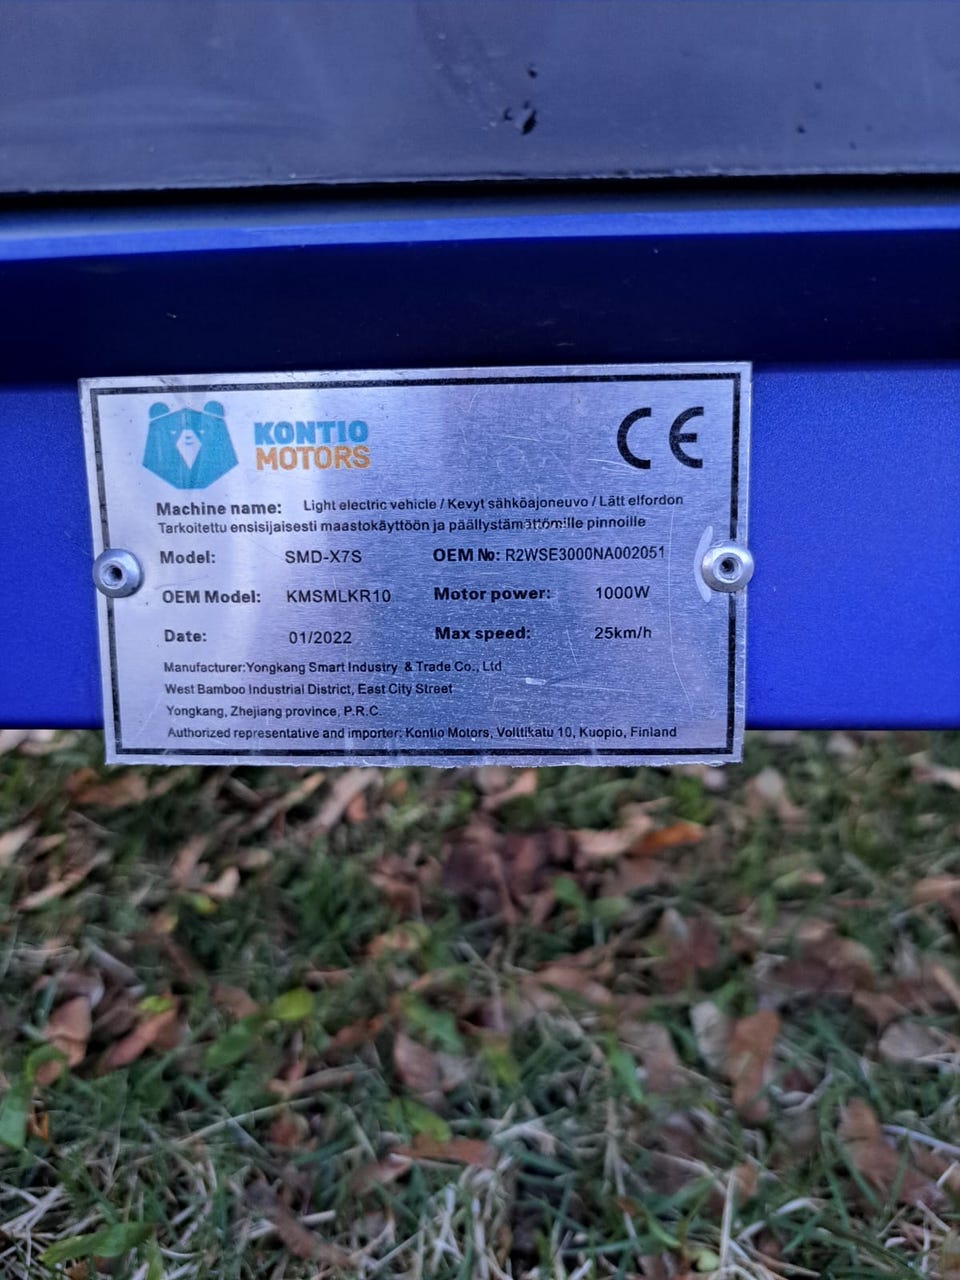 KONTIO
MOTORS
CE
Machine name: Light electric vehicle / Kevyt sähköajoneuvo / Lätt elfordon
Tarkoitettu ensisijaisesti maastokäyttöön ja päällystämättömille pinnoille
Model: SMD-X7S OEM No: R2WSE3000NA002051
OEM Model: KMSMLKR10 Motor power: 1000W
Date: 01/2022 Max speed: 25km/h
Manufacturer:Yongkang Smart Industry & Trade Co., Ltd
West Bamboo Industrial District, East City Street
Yongkang, Zhejiang province, P.R.C.
Authorized representative and importer: Kontio Motors, Volttikatu 10, Kuopio, Finland